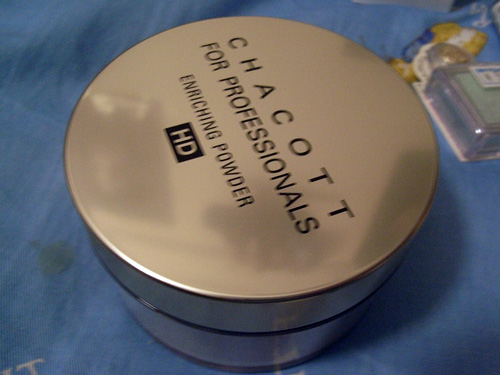 CHACOTT
FOR PROFESSIONALS
ENRICHING POWDER
HD